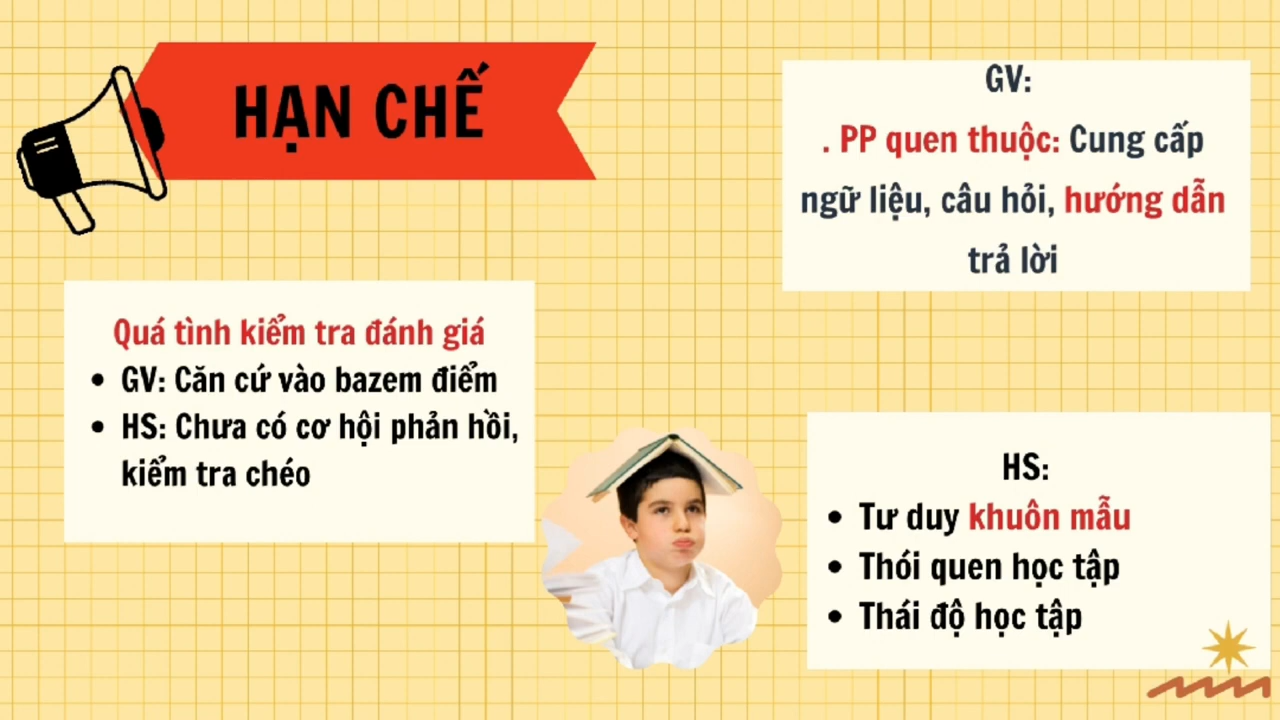 HẠN CHẾ
GV:
. PP quen thuộc: Cung cấp
ngữ liệu, câu hỏi, hướng dẫn
trả lời
Quá tình kiểm tra đánh giá
• GV: Căn cứ vào bazem điểm
• HS: Chưa có cơ hội phản hồi,
kiểm tra chéo
HS:
• Tư duy khuôn mẫu
• Thói quen học tập
• Thái độ học tập